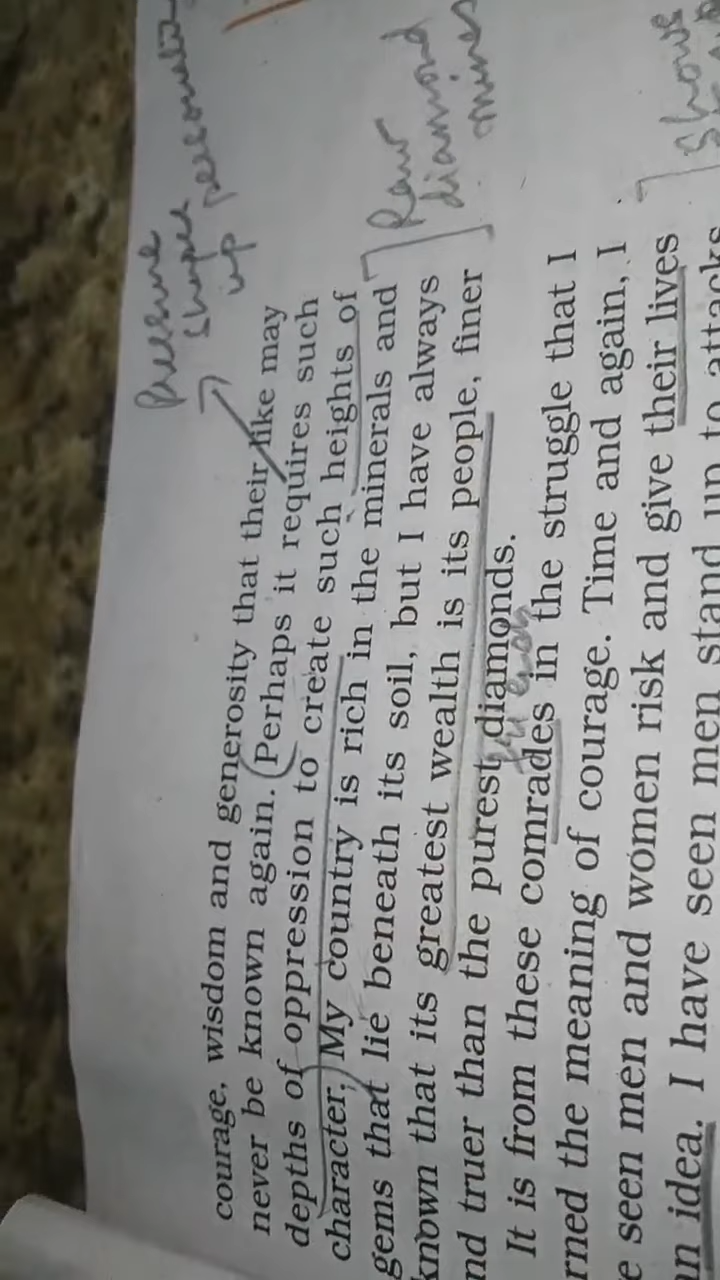 Pressure
shapes
up
Raw
diamond
mines
shows
courage, wisdom and generosity that their like may
never be known again. Perhaps it requires such
depths of oppression to create such heights of
character. My country is rich in the minerals and
gems that lie beneath its soil, but I have always
known that its greatest wealth is its people, finer
nd truer than the purest diamonds.
It is from these comrades in the struggle that I
rned the meaning of courage. Time and again, I
e seen men and women risk and give their lives
n idea. I have seen men stand up to attacks